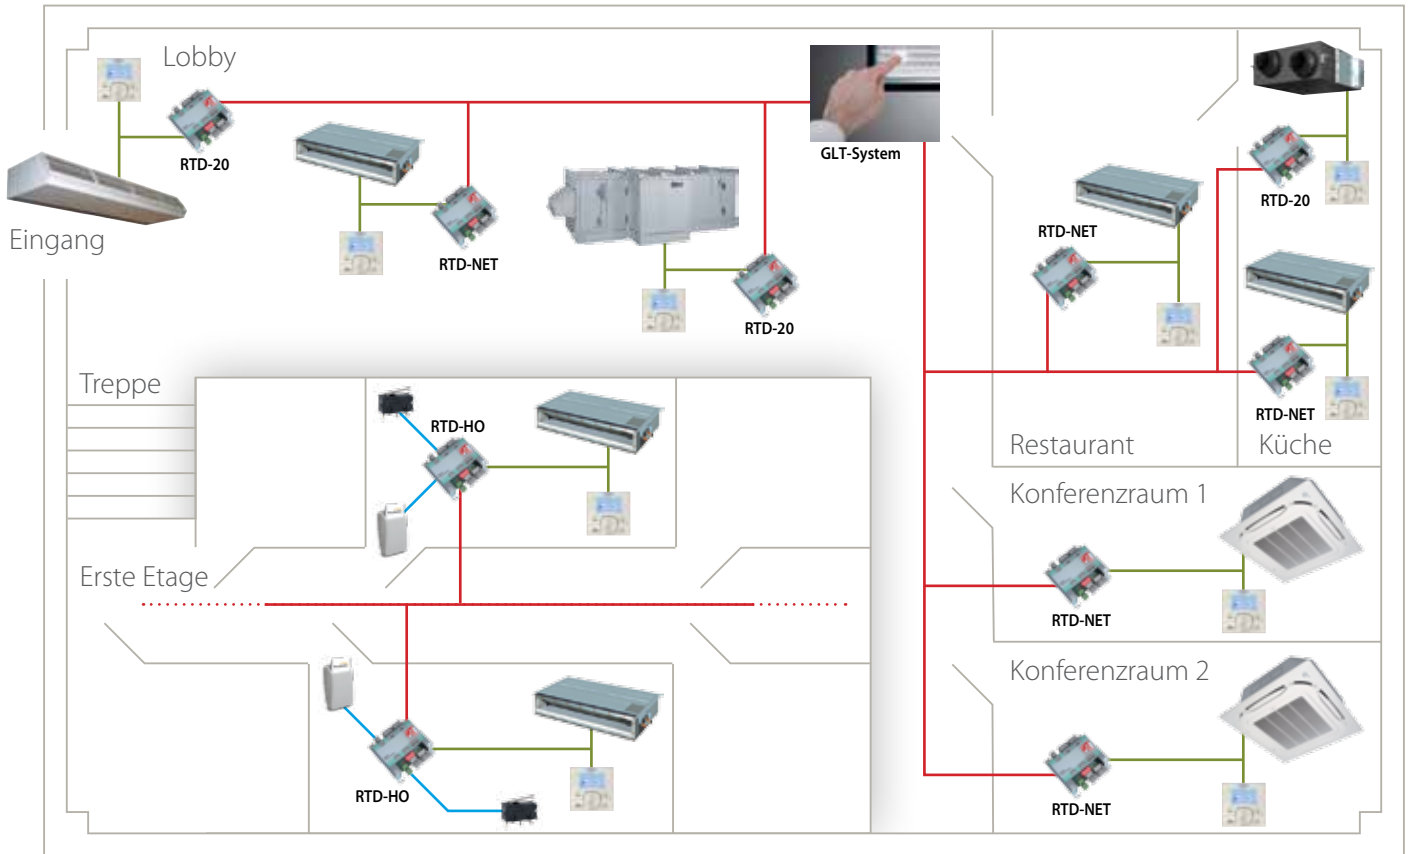 Lobby
RTD-20
GLT-System
RTD-20
Eingang
RTD-NET
RTD-NET
RTD-20
RTD-NET
Treppe
RTD-HO
Restaurant
Küche
Konferenzraum 1
RTD-NET
Erste Etage
Konferenzraum 2
RTD-HO
RTD-NET